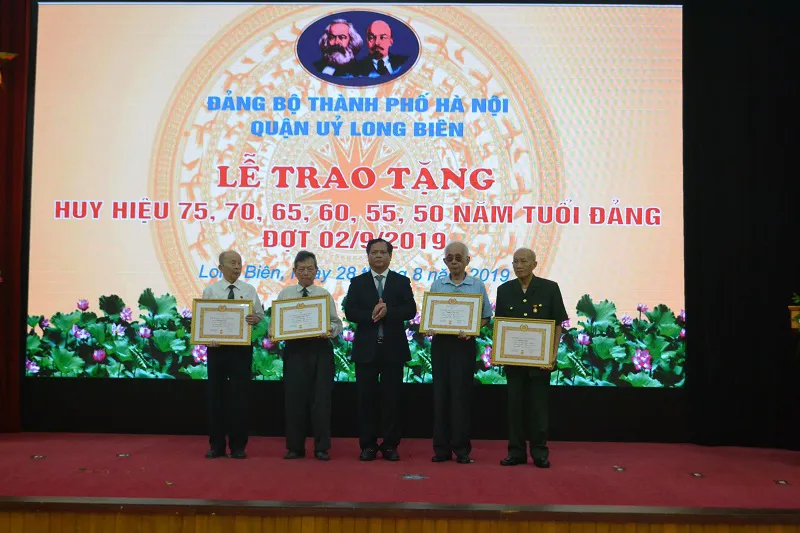 ĐẢNG BỘ THÀNH PHỐ HÀ NỘI
QUẬN UỶ LONG BIÊN
LỄ TRAO TẶNG
HUY HIỆU 75, 70, 65, 60, 55, 50 NĂM TUỔI ĐẢNG
ĐỢT 02/9/2019
Long Biên, ngày 28 tháng 8 năm 2019